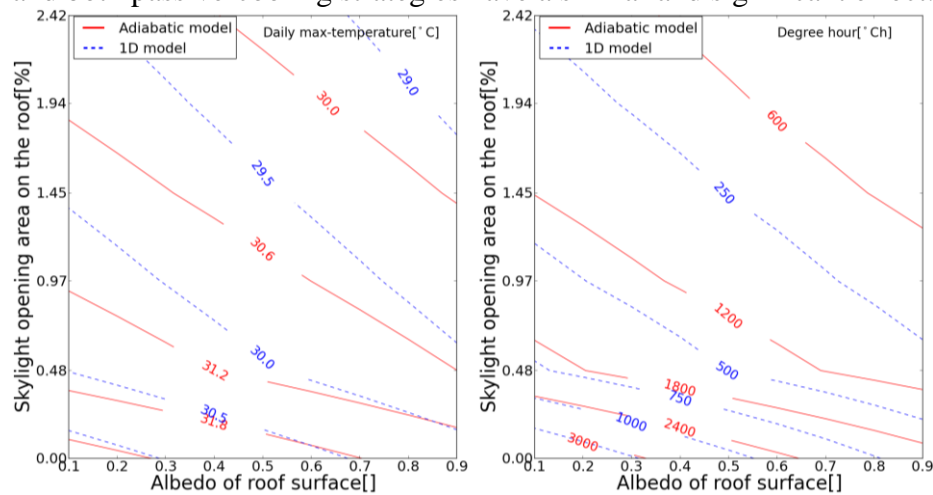 2.42
Adiabatic model
1D model
Daily max-temperature[°C]
29.0
30.0
1.94
29.5
1.45
30.6
0.97
30.0
31.2
0.48
30.5
31.8
0.00
0.1 0.2 0.3 0.4 0.5 0.6 0.7 0.8 0.9
Albedo of roof surface[]
Skylight opening area on the roof[%]
2.42
Adiabatic model
1D model
Degree hour[°Ch]
1.94
600
250
1.45
0.97
1200
500
0.48
1800
750
1000
2400
3000
0.00
0.1 0.2 0.3 0.4 0.5 0.6 0.7 0.8 0.9
Albedo of roof surface[]
Skylight opening area on the roof[%]